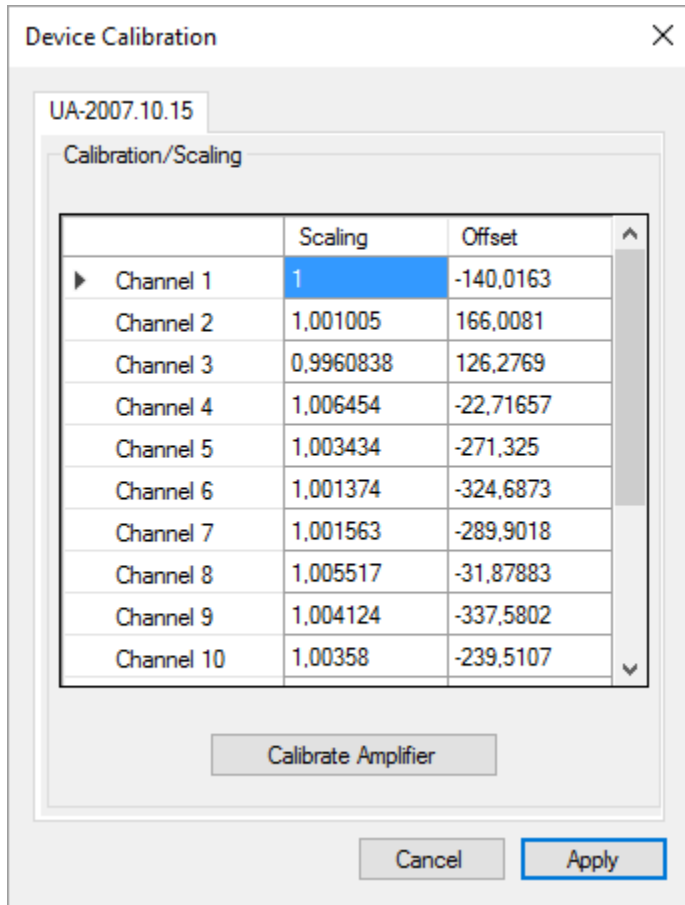 Device Calibration
UA-2007.10.15
Calibration/Scaling
Scaling Offset
Channel 1 1 -140,0163
Channel 2 1,001005 166,0081
Channel 3 0,9960838 126,2769
Channel 4 1,006454 -22,71657
Channel 5 1,003434 -271,325
Channel 6 1,001374 -324,6873
Channel 7 1,001563 -289,9018
Channel 8 1,005517 -31,87883
Channel 9 1,004124 -337,5802
Channel 10 1,00358 -239,5107
Calibrate Amplifier
Cancel Apply